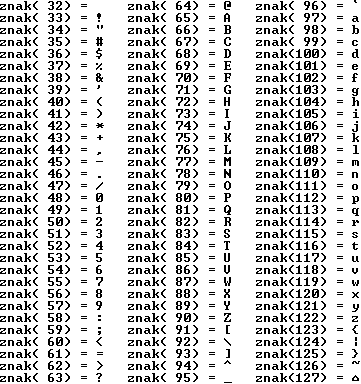 znak( 32) =     znak( 64) = @   znak( 96) = `
znak( 33) = !   znak( 65) = A   znak( 97) = a
znak( 34) = "   znak( 66) = B   znak( 98) = b
znak( 35) = #   znak( 67) = C   znak( 99) = c
znak( 36) = $   znak( 68) = D   znak(100) = d
znak( 37) = %   znak( 69) = E   znak(101) = e
znak( 38) = &   znak( 70) = F   znak(102) = f
znak( 39) = '   znak( 71) = G   znak(103) = g
znak( 40) = (   znak( 72) = H   znak(104) = h
znak( 41) = )   znak( 73) = I   znak(105) = i
znak( 42) = *   znak( 74) = J   znak(106) = j
znak( 43) = +   znak( 75) = K   znak(107) = k
znak( 44) = ,   znak( 76) = L   znak(108) = l
znak( 45) = -   znak( 77) = M   znak(109) = m
znak( 46) = .   znak( 78) = N   znak(110) = n
znak( 47) = /   znak( 79) = O   znak(111) = o
znak( 48) = 0   znak( 80) = P   znak(112) = p
znak( 49) = 1   znak( 81) = Q   znak(113) = q
znak( 50) = 2   znak( 82) = R   znak(114) = r
znak( 51) = 3   znak( 83) = S   znak(115) = s
znak( 52) = 4   znak( 84) = T   znak(116) = t
znak( 53) = 5   znak( 85) = U   znak(117) = u
znak( 54) = 6   znak( 86) = V   znak(118) = v
znak( 55) = 7   znak( 87) = W   znak(119) = w
znak( 56) = 8   znak( 88) = X   znak(120) = x
znak( 57) = 9   znak( 89) = Y   znak(121) = y
znak( 58) = :   znak( 90) = Z   znak(122) = z
znak( 59) = ;   znak( 91) = [   znak(123) = {
znak( 60) = <   znak( 92) = \   znak(124) = ¦
znak( 61) = =   znak( 93) = ]   znak(125) = }
znak( 62) = >   znak( 94) = ^   znak(126) = ~
znak( 63) = ?   znak( 95) = _   znak(127) = ⌂